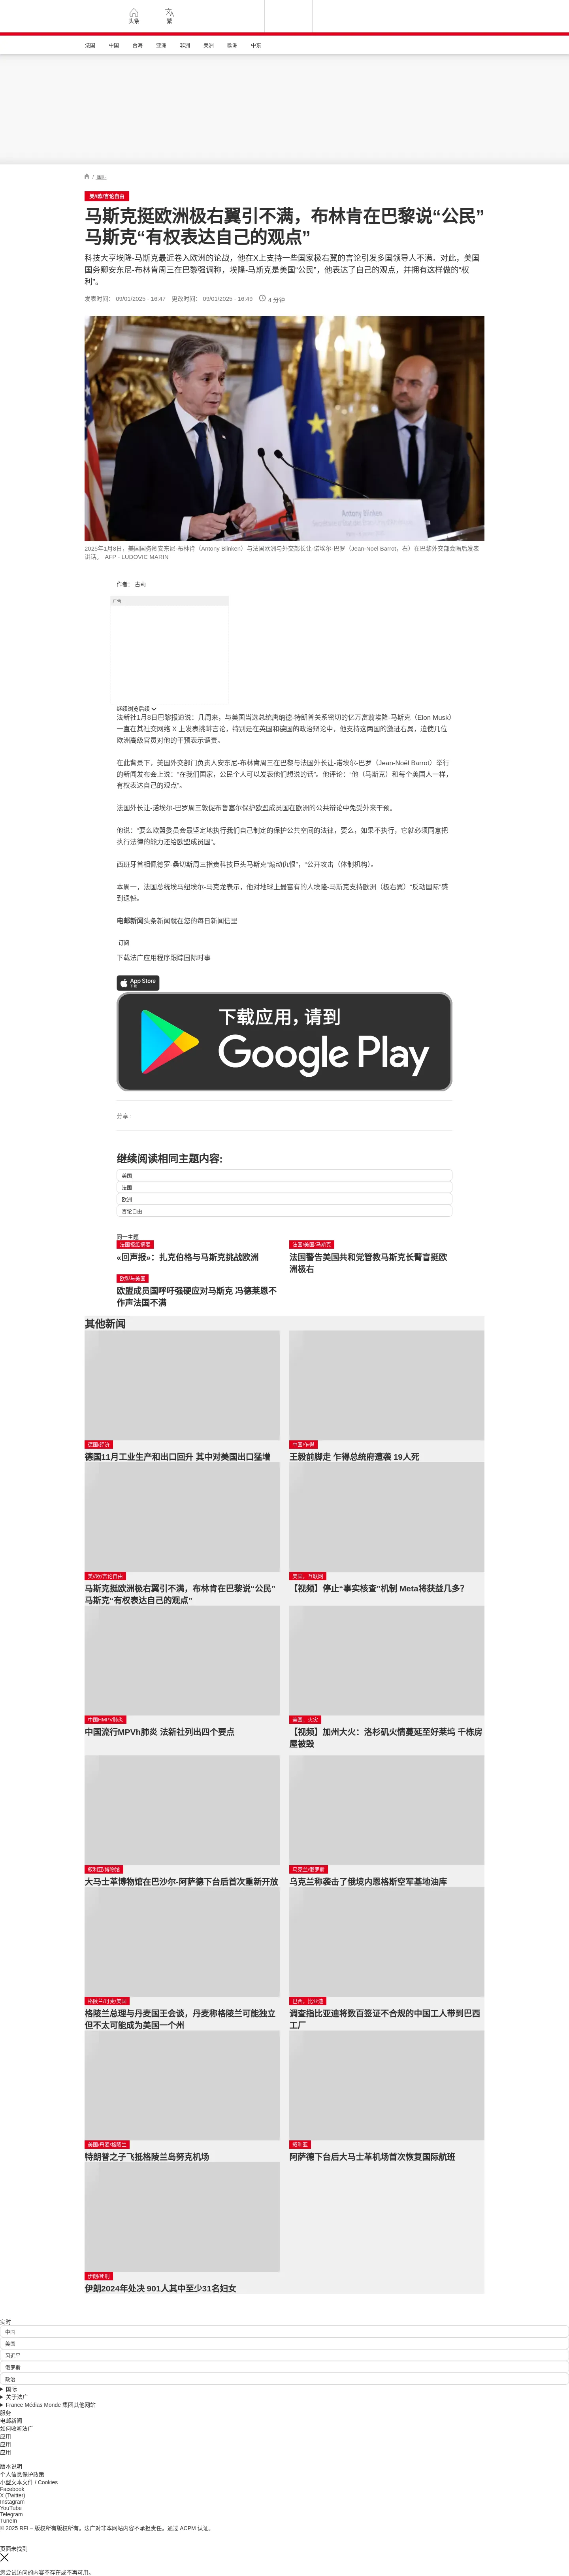 头条
繁
法国 中国 台海 亚洲 非洲 美洲 欧洲 中东
/ 国际
美/欧/言论自由
马斯克挺欧洲极右翼引不满，布林肯在巴黎说“公民”
马斯克“有权表达自己的观点”
科技大亨埃隆-马斯克最近卷入欧洲的论战，他在X上支持一些国家极右翼的言论引发多国领导人不满。对此，美国
国务卿安东尼-布林肯周三在巴黎强调称，埃隆-马斯克是美国“公民”，他表达了自己的观点，并拥有这样做的“权
利”。
发表时间： 09/01/2025 - 16:47 更改时间： 09/01/2025 - 16:49 4 分钟
Antony Blinken
2025年1月8日，美国国务卿安东尼-布林肯（Antony Blinken）与法国欧洲与外交部长让-诺埃尔-巴罗（Jean-Noel Barrot，右）在巴黎外交部会晤后发表
讲话。 AFP - LUDOVIC MARIN
作者： 古莉
广告
继续浏览后续
法新社1月8日巴黎报道说：几周来，与美国当选总统唐纳德-特朗普关系密切的亿万富翁埃隆-马斯克（Elon Musk）
一直在其社交网络 X 上发表挑衅言论，特别是在英国和德国的政治辩论中，他支持这两国的激进右翼，迫使几位
欧洲高级官员对他的干预表示谴责。
在此背景下，美国外交部门负责人安东尼-布林肯周三在巴黎与法国外长让-诺埃尔-巴罗（Jean-Noël Barrot）举行
的新闻发布会上说：“在我们国家，公民个人可以发表他们想说的话”。他评论：“他（马斯克）和每个美国人一样，
有权表达自己的观点”。
法国外长让-诺埃尔-巴罗周三敦促布鲁塞尔保护欧盟成员国在欧洲的公共辩论中免受外来干预。
他说：“要么欧盟委员会最坚定地执行我们自己制定的保护公共空间的法律，要么，如果不执行，它就必须同意把
执行法律的能力还给欧盟成员国”。
西班牙首相佩德罗-桑切斯周三指责科技巨头马斯克“煽动仇恨”，“公开攻击（体制机构）。
本周一，法国总统埃马纽埃尔-马克龙表示，他对地球上最富有的人埃隆-马斯克支持欧洲（极右翼）“反动国际”感
到遗憾。
电邮新闻头条新闻就在您的每日新闻信里
订阅
下载法广应用程序跟踪国际时事
App Store
下载
下载应用，请到
Google Play
分享 :
继续阅读相同主题内容:
美国
法国
欧洲
言论自由
同一主题
法国报纸摘要
«回声报»：扎克伯格与马斯克挑战欧洲
法国/美国/马斯克
法国警告美国共和党管教马斯克长臂盲挺欧
洲极右
欧盟与美国
欧盟成员国呼吁强硬应对马斯克 冯德莱恩不
作声法国不满
其他新闻
德国/经济
德国11月工业生产和出口回升 其中对美国出口猛增
中国/乍得
王毅前脚走 乍得总统府遭袭 19人死
美/欧/言论自由
马斯克挺欧洲极右翼引不满，布林肯在巴黎说“公民”
马斯克“有权表达自己的观点”
美国、互联网
【视频】停止“事实核查”机制 Meta将获益几多?
中国HMPV肺炎
中国流行MPVh肺炎 法新社列出四个要点
美国、火灾
【视频】加州大火：洛杉矶火情蔓延至好莱坞 千栋房
屋被毁
叙利亚/博物馆
大马士革博物馆在巴沙尔-阿萨德下台后首次重新开放
乌克兰/俄罗斯
乌克兰称袭击了俄境内恩格斯空军基地油库
格陵兰/丹麦/美国
格陵兰总理与丹麦国王会谈，丹麦称格陵兰可能独立
但不太可能成为美国一个州
巴西、比亚迪
调查指比亚迪将数百签证不合规的中国工人带到巴西
工厂
美国/丹麦/格陵兰
特朗普之子飞抵格陵兰岛努克机场
叙利亚
阿萨德下台后大马士革机场首次恢复国际航班
伊朗/死刑
伊朗2024年处决 901人其中至少31名妇女
实时
中国
美国
习近平
俄罗斯
政治
国际
关于法广
France Médias Monde 集团其他网站
服务
电邮新闻
如何收听法广
应用
应用
应用
版本说明
个人信息保护政策
小型文本文件 / Cookies
Facebook
X (Twitter)
Instagram
YouTube
Telegram
TuneIn
© 2025 RFI – 版权所有版权所有。法广对非本网站内容不承担责任。通过 ACPM 认证。
页面未找到
您尝试访问的内容不存在或不再可用。